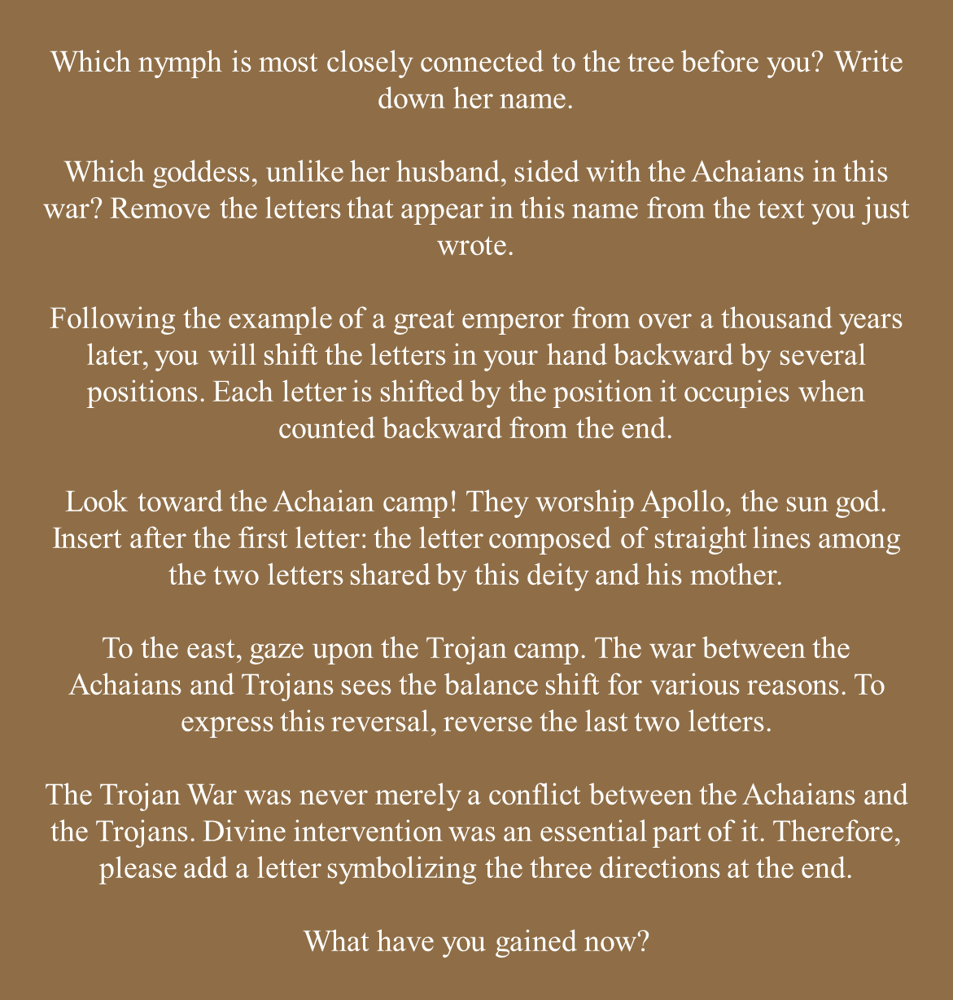 Which nymph is most closely connected to the tree before you? Write
down her name.
Which goddess, unlike her husband, sided with the Achaians in this
war? Remove the letters that appear in this name from the text you just
wrote.
Following the example of a great emperor from over a thousand years
later, you will shift the letters in your hand backward by several
positions. Each letter is shifted by the position it occupies when
counted backward from the end.
Look toward the Achaian camp! They worship Apollo, the sun god.
Insert after the first letter: the letter composed of straight lines among
the two letters shared by this deity and his mother.
To the east, gaze upon the Trojan camp. The war between the
Achaians and Trojans sees the balance shift for various reasons. To
express this reversal, reverse the last two letters.
The Trojan War was never merely a conflict between the Achaians and
the Trojans. Divine intervention was an essential part of it. Therefore,
please add a letter symbolizing the three directions at the end.
What have you gained now?